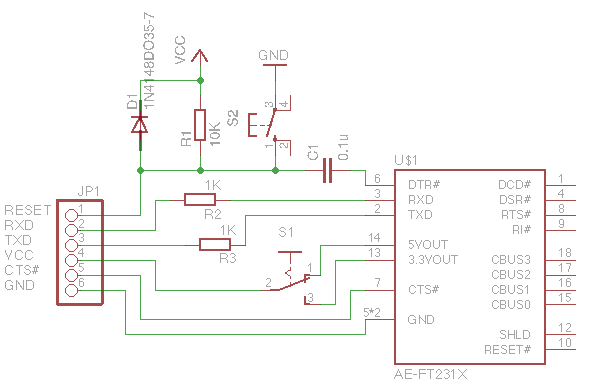 1N4148DO35-7
D1
VCC
GND
R1
10K
S2
3
4
1
2
C1
0.1u
U$1
JP1
RESET
RXD
TXD
VCC
CTS#
GND
1
2
3
4
5
6
1K
R2
1K
R3
S1
2
1
3
6
3
2
14
13
7
5*2
DTR#
RXD
TXD
5VOUT
3.3VOUT
CTS#
GND
DCD#
DSR#
RTS#
RI#
CBUS3
CBUS2
CBUS1
CBUS0
SHLD
RESET#
1
4
8
9
18
17
16
15
12
10
AE-FT231X